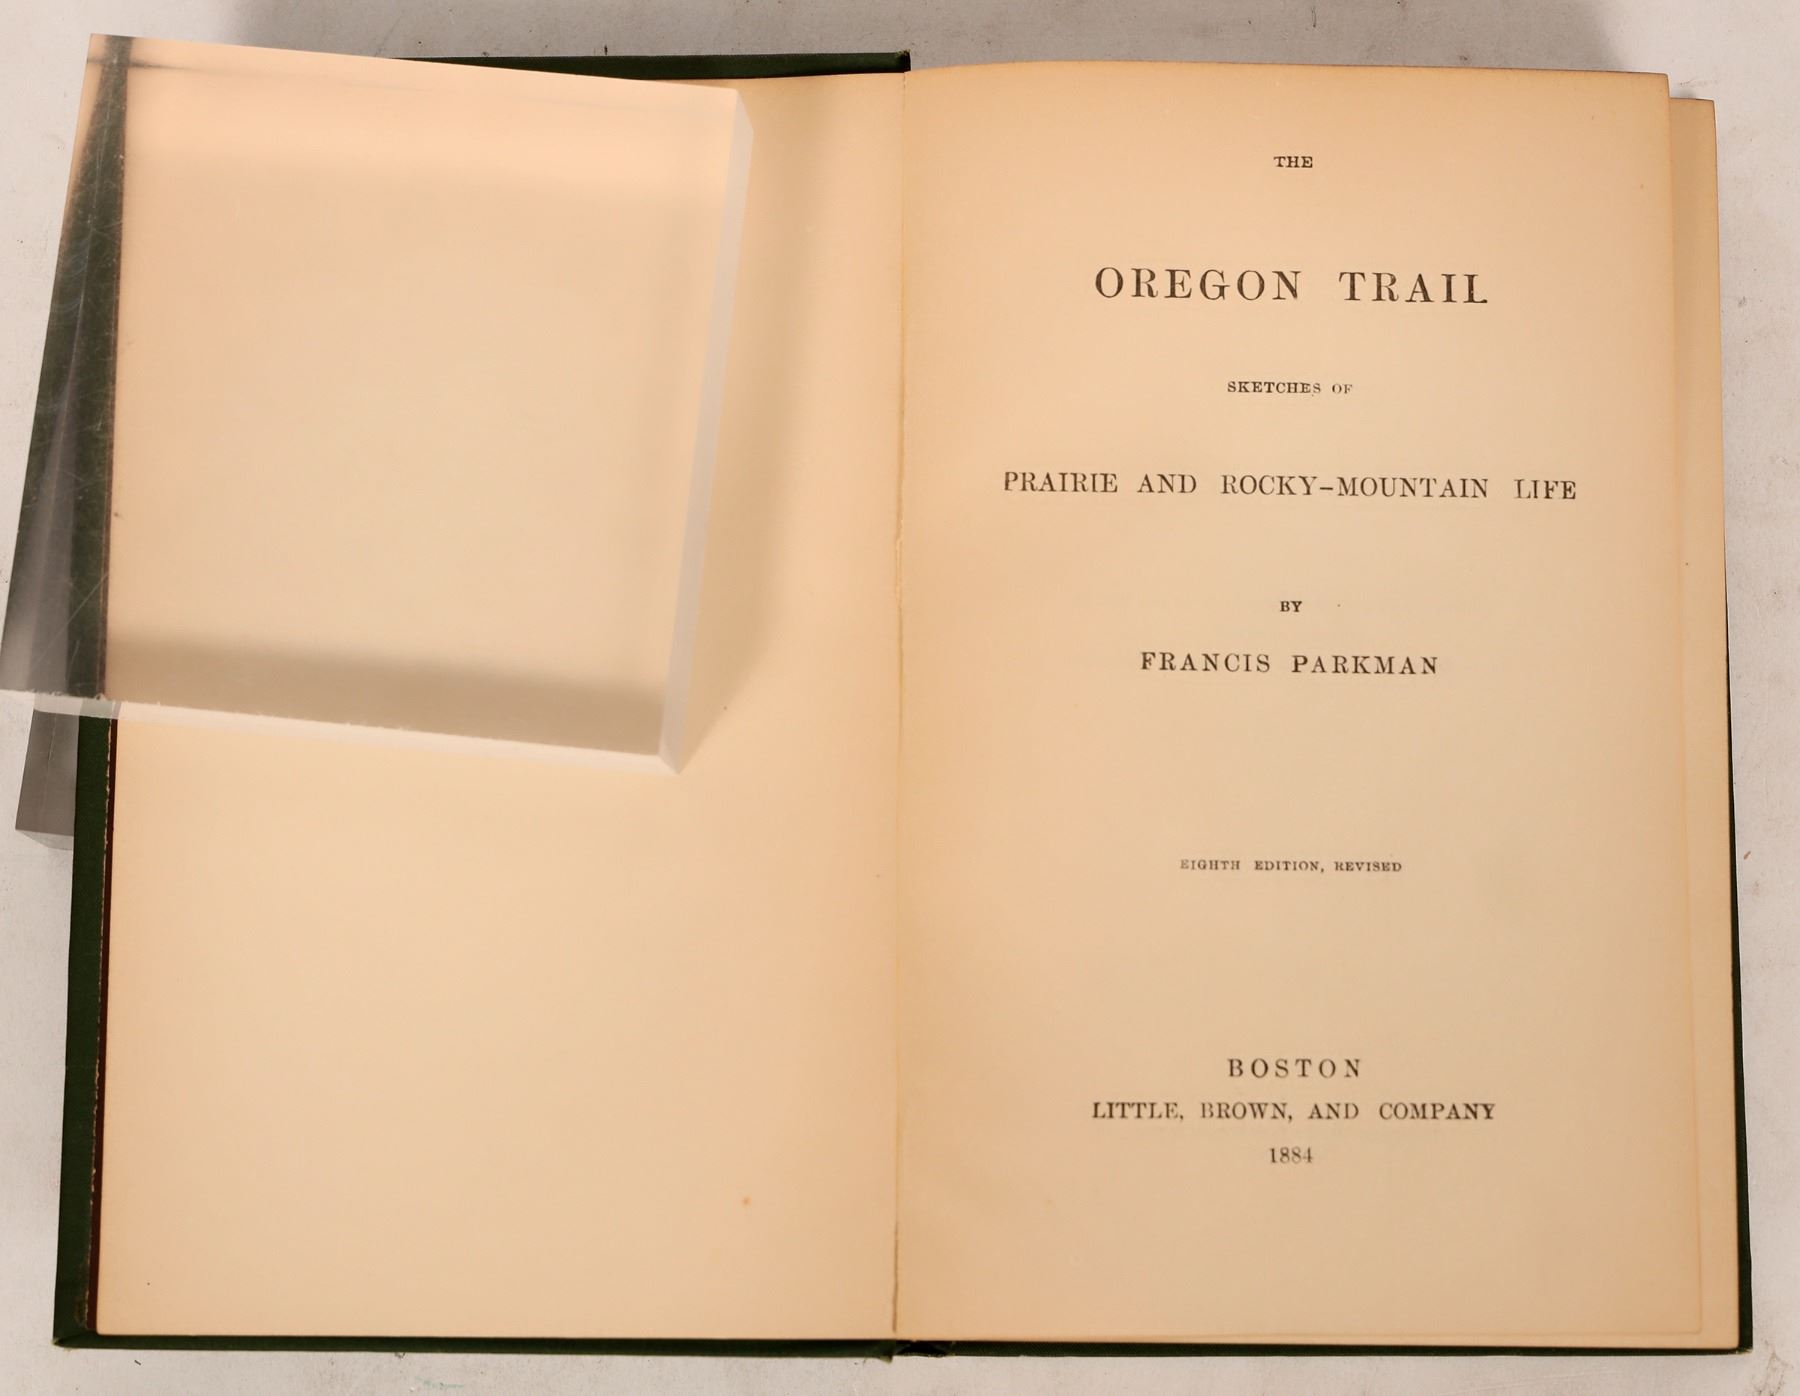 THE
OREGON TRAIL
SKETCHES OF
PRAIRIE AND ROCKY-MOUNTAIN LIFE
BY
FRANCIS PARKMAN
EIGHTH EDITION, REVISED
BOSTON
LITTLE, BROWN, AND COMPANY
1884